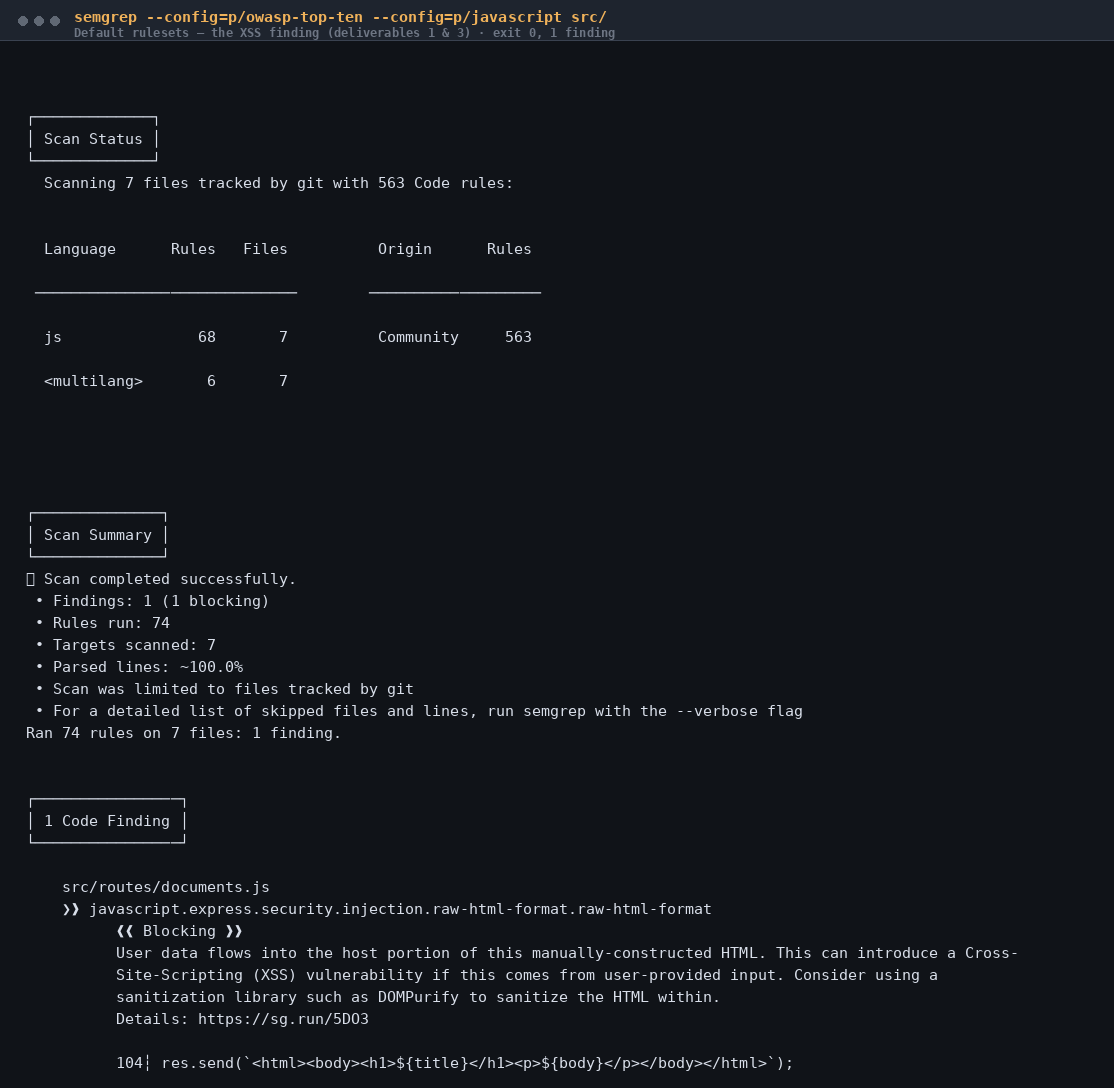 semgrep --config=p/owasp-top-ten --config=p/javascript src/
Default rulesets — the XSS finding (deliverables 1 & 3) · exit 0, 1 finding
Scan Status
Scanning 7 files tracked by git with 563 Code rules:
Language Rules Files Origin Rules
js 68 7 Community 563
<multilang> 6 7
Scan Summary
Scan completed successfully.
• Findings: 1 (1 blocking)
• Rules run: 74
• Targets scanned: 7
• Parsed lines: ~100.0%
• Scan was limited to files tracked by git
• For a detailed list of skipped files and lines, run semgrep with the --verbose flag
Ran 74 rules on 7 files: 1 finding.
1 Code Finding
src/routes/documents.js
❯❱ javascript.express.security.injection.raw-html-format.raw-html-format
❰❰ Blocking ❱❱
User data flows into the host portion of this manually-constructed HTML. This can introduce a Cross-
Site-Scripting (XSS) vulnerability if this comes from user-provided input. Consider using a
sanitization library such as DOMPurify to sanitize the HTML within.
Details: https://sg.run/5DO3
104┆ res.send(`<html><body><h1>${title}</h1><p>${body}</p></body></html>`);